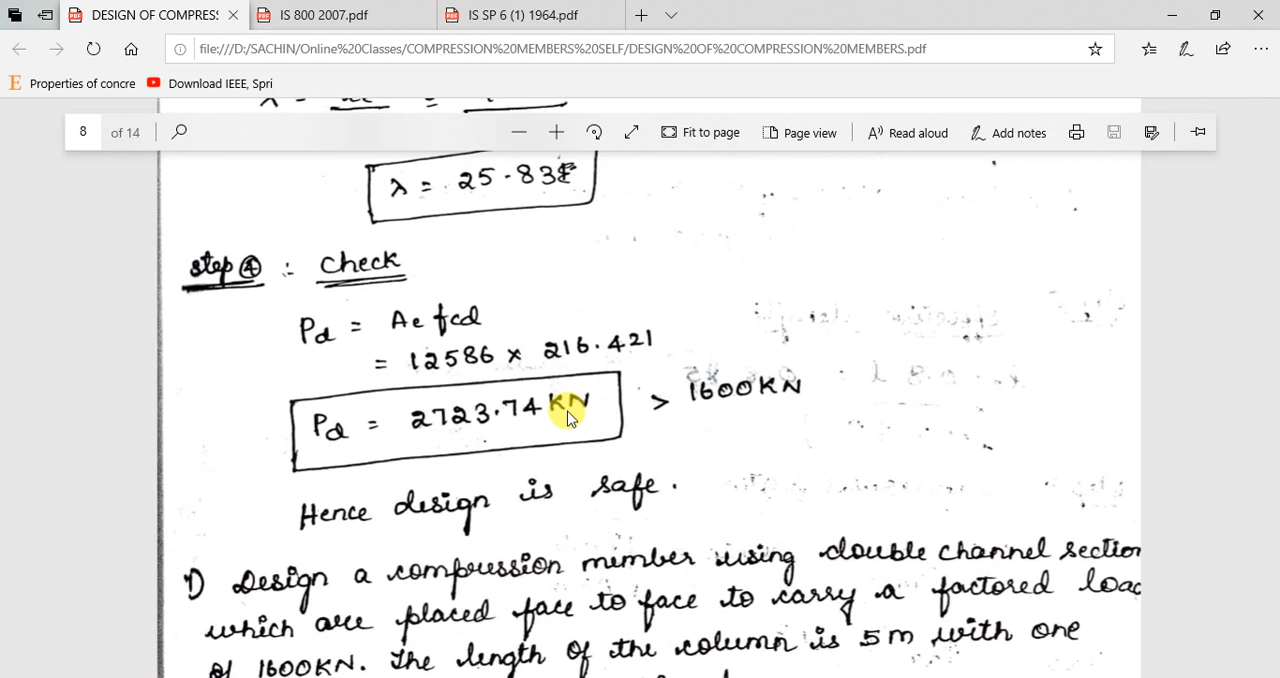 DESIGN OF COMPRESS
IS 800 2007.pdf
IS SP 6 (1) 1964.pdf
file:///D:/SACHIN/Online%20Classes/COMPRESSION%20MEMBERS%20SELF/DESIGN%20OF%20COMPRESSION%20MEMBERS.pdf
Properties of concre
Download IEEE, Spri
8 of 14
Fit to page
Page view
Read aloud
Add notes
λ = 25.83
step ④ :- Check
Pd = Ae fcd
= 12586 × 216.421
Pd = 2723.74 KN > 1600KN
Hence design is safe.
1) Design a compression member using double channel section
which are placed face to face to carry a factored load
of 1600KN. The length of the column is 5m with one